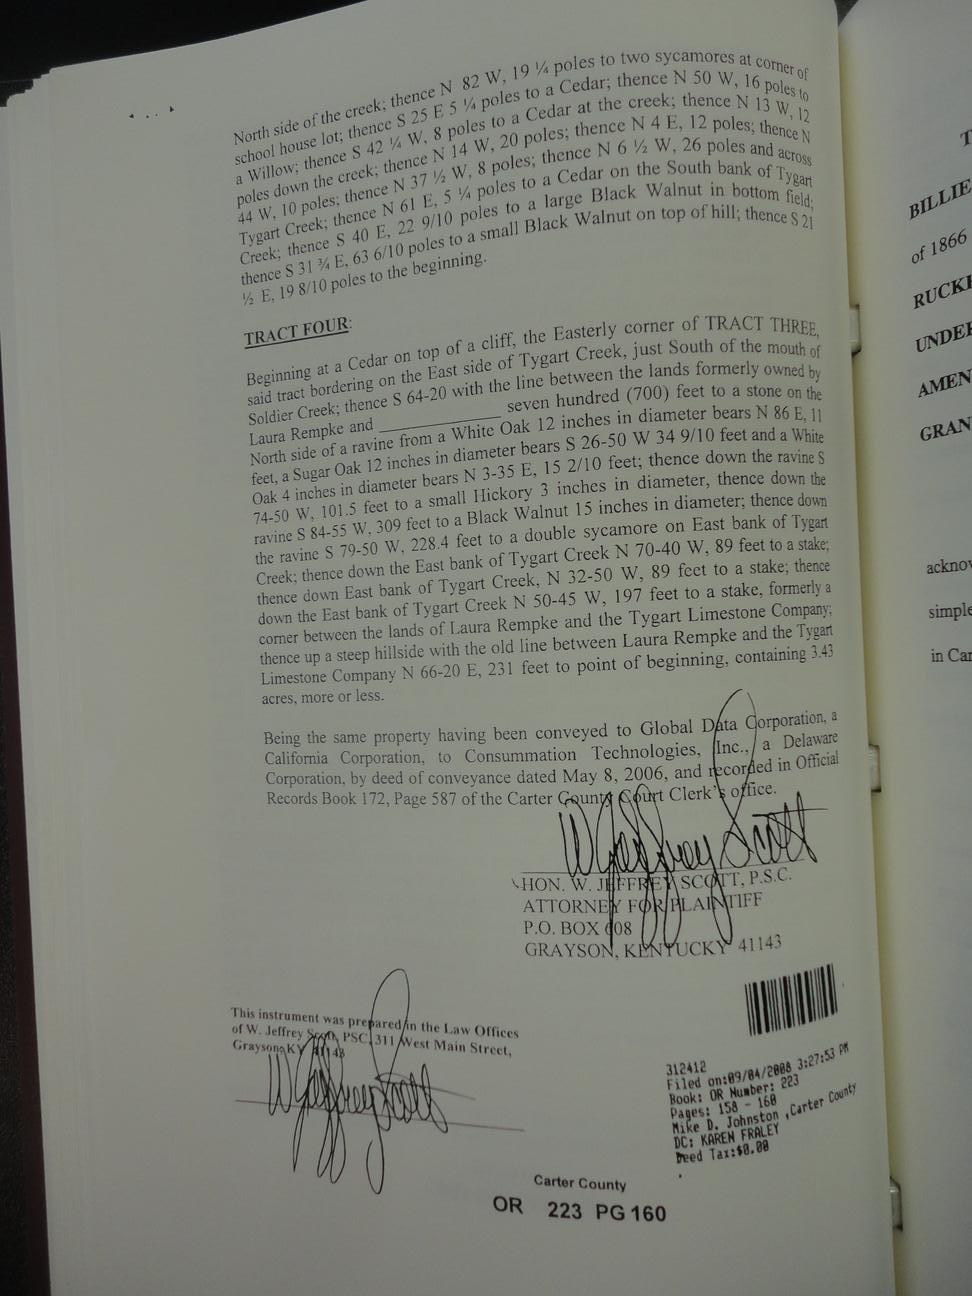 North side of the creek; thence N 82 W, 19 ¼ poles to two sycamores at corner of
school house lot; thence S 25 E 5 ¼ poles to a Cedar; thence N 50 W, 16 poles to
a Willow; thence S 42 ¼ W, 8 poles to a Cedar at the creek; thence N 13 W, 12
poles down the creek; thence N 14 W, 20 poles; thence N 4 E, 12 poles; thence N
44 W, 10 poles; thence N 37 ½ W, 8 poles; thence N 6 ½ W, 26 poles and across
Tygart Creek; thence N 61 E, 5 ¼ poles to a Cedar on the South bank of Tygart
Creek; thence S 40 E, 22 9/10 poles to a large Black Walnut in bottom field;
thence S 31 ¾ E, 63 6/10 poles to a small Black Walnut on top of hill; thence S 21
½ E, 19 8/10 poles to the beginning.
TRACT FOUR:
Beginning at a Cedar on top of a cliff, the Easterly corner of TRACT THREE,
said tract bordering on the East side of Tygart Creek, just South of the mouth of
Soldier Creek; thence S 64-20 with the line between the lands formerly owned by
Laura Rempke and ____________ seven hundred (700) feet to a stone on the
North side of a ravine from a White Oak 12 inches in diameter bears N 86 E, 11
feet, a Sugar Oak 12 inches in diameter bears S 26-50 W 34 9/10 feet and a White
Oak 4 inches in diameter bears N 3-35 E, 15 2/10 feet; thence down the ravine S
74-50 W, 101.5 feet to a small Hickory 3 inches in diameter, thence down the
ravine S 84-55 W, 309 feet to a Black Walnut 15 inches in diameter; thence down
the ravine S 79-50 W, 228.4 feet to a double sycamore on East bank of Tygart
Creek; thence down the East bank of Tygart Creek N 70-40 W, 89 feet to a stake;
thence down East bank of Tygart Creek, N 32-50 W, 89 feet to a stake; thence
down the East bank of Tygart Creek N 50-45 W, 197 feet to a stake, formerly a
corner between the lands of Laura Rempke and the Tygart Limestone Company;
thence up a steep hillside with the old line between Laura Rempke and the Tygart
Limestone Company N 66-20 E, 231 feet to point of beginning, containing 3.43
acres, more or less.
Being the same property having been conveyed to Global Data Corporation, a
California Corporation, to Consummation Technologies, Inc., a Delaware
Corporation, by deed of conveyance dated May 8, 2006, and recorded in Official
Records Book 172, Page 587 of the Carter County Court Clerk's office.
W Jeffrey Scott
HON. W. JEFFREY SCOTT, P.S.C.
ATTORNEY FOR PLAINTIFF
P.O. BOX 608
GRAYSON, KENTUCKY 41143
This instrument was prepared in the Law Offices
of W. Jeffrey Scott, PSC, 311 West Main Street,
Grayson, KY 41143
W Jeffrey Scott
312412
Filed on:09/04/2008 3:27:53 PM
Book: OR Number: 223
Pages: 158 - 160
Mike D. Johnston ,Carter County
DC: KAREN FRALEY
Deed Tax:$0.00
Carter County
OR 223 PG 160
BILLIE
of 1866
RUCKE
UNDE
AMEN
GRAN
ackno
simple
in Car